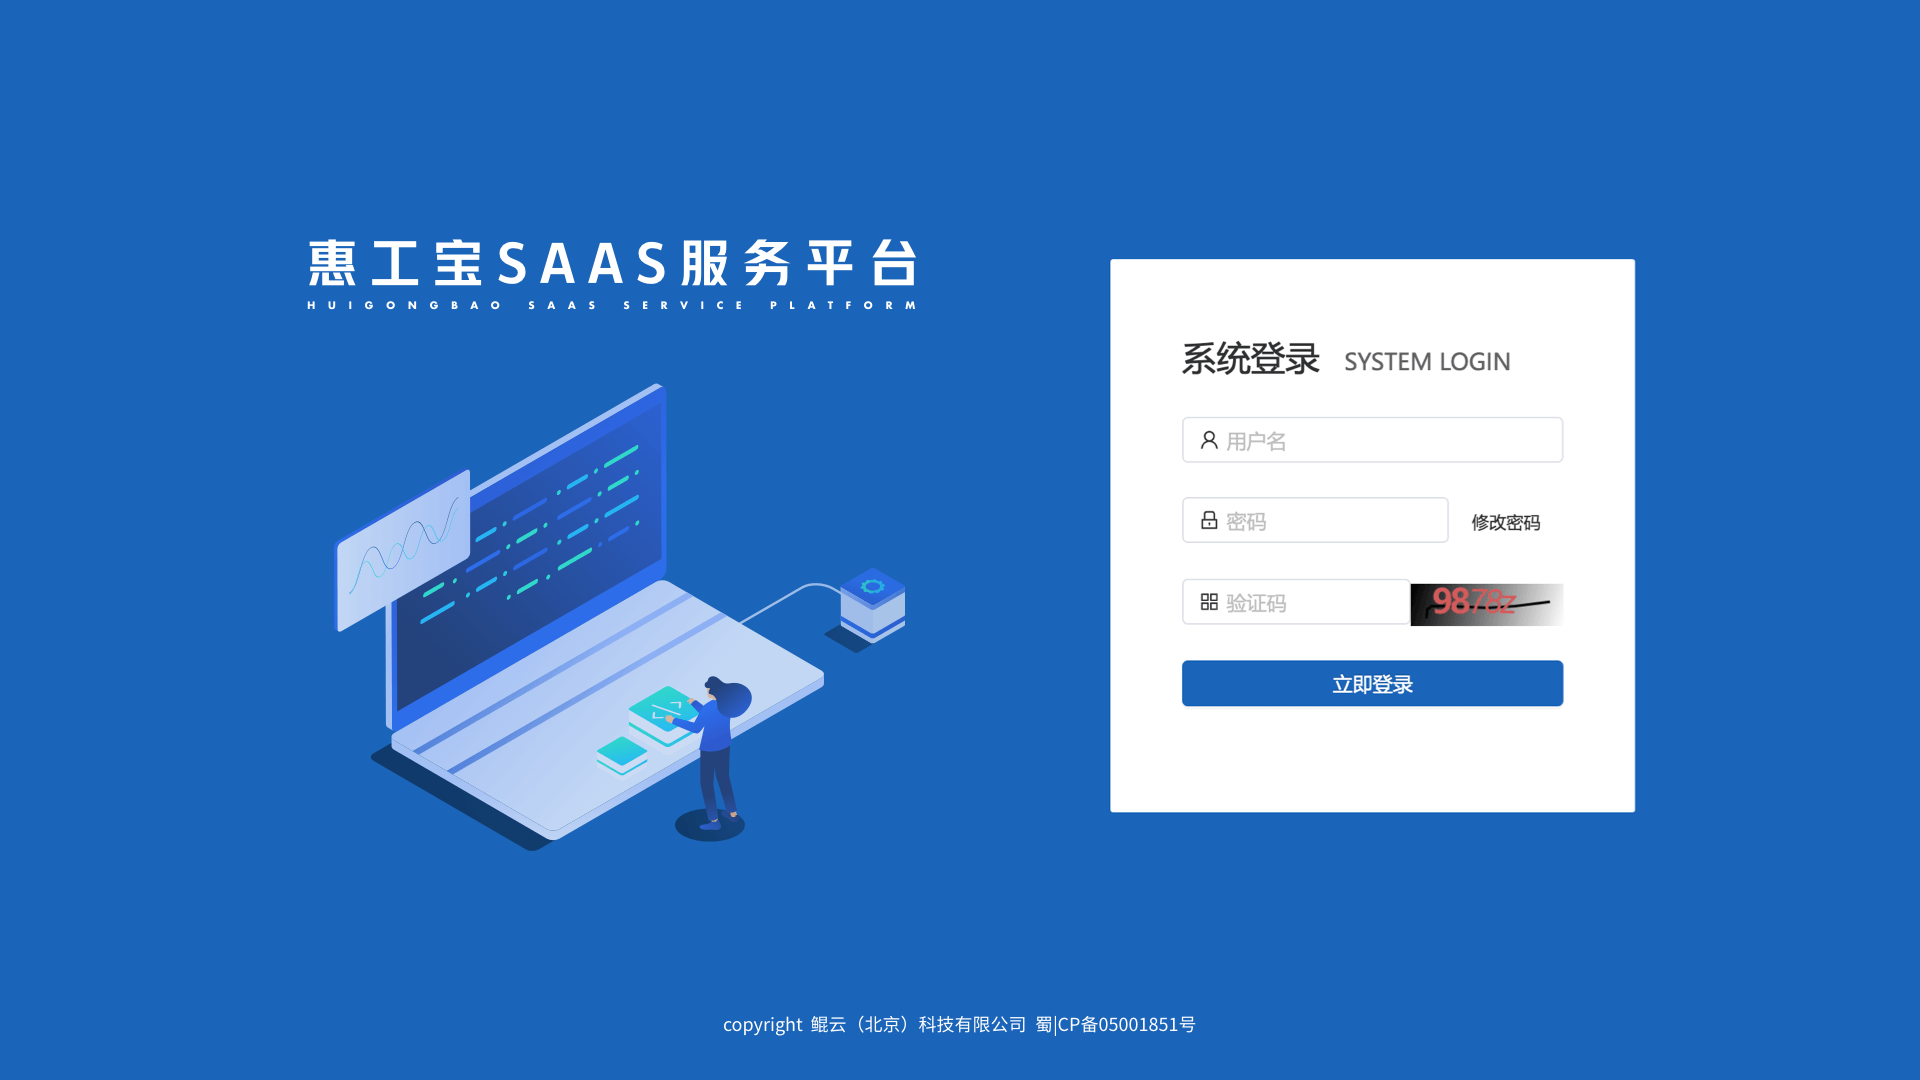 惠工宝SAAS服务平台
HUIGONGBAO SAAS SERVICE PLATFORM
系统登录 SYSTEM LOGIN
用户名
密码 修改密码
验证码 9878z
立即登录
copyright 鲲云（北京）科技有限公司 蜀|CP备05001851号